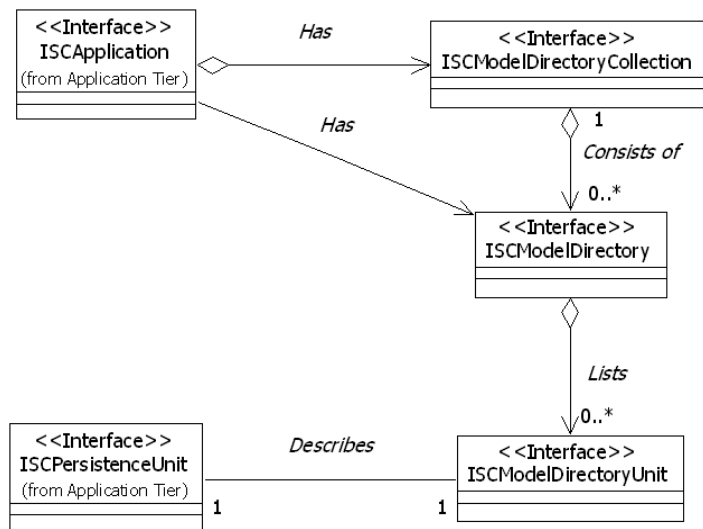 <<Interface>>
ISCApplication
(from Application Tier)
Has
<<Interface>>
ISCModelDirectoryCollection
1
Consists of
0..*
Has
<<Interface>>
ISCModelDirectory
Lists
0..*
<<Interface>>
ISCPersistenceUnit
(from Application Tier)
1
Describes
1
<<Interface>>
ISCModelDirectoryUnit